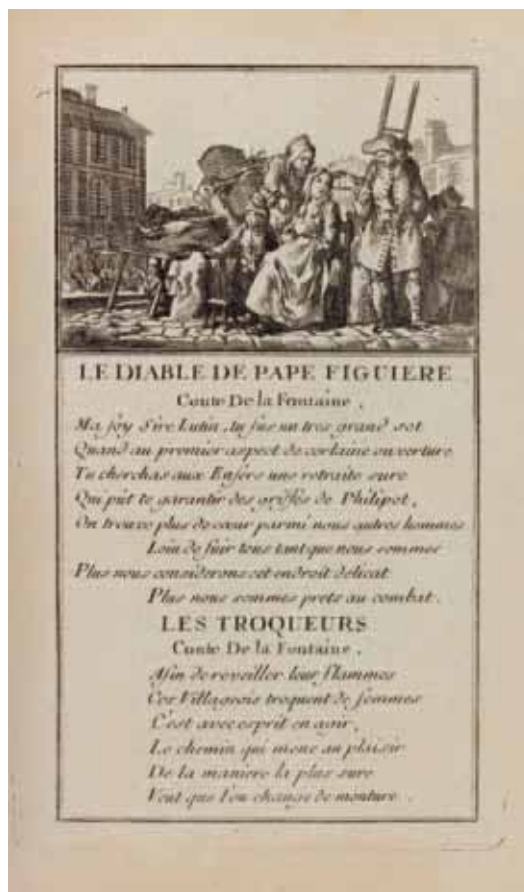 LE DIABLE DE PAPE FIGUIERE
Conte De la Fontaine.
Ma foy Sire Lutin, tu fus un tres grand sot
Quand au premier aspect de certaine ouverture
Tu cherchas aux Enfers une retraite sure
Qui pût te garantir des grifes de Philipot,
On trouve plus de cœur parmi nous autres hommes
Loin de fuir tous tant que nous sommes
Plus nous considerons cet endroit delicat
Plus nous sommes prets au combat.
LES TROQUEURS
Conte De la Fontaine.
Afin de reveiller leur flammes
Ces Villageois troquent de femmes
C'est avec esprit en agir,
Le chemin qui mene au plaisir
De la maniere la plus sure
Veut que l'on change de monture.